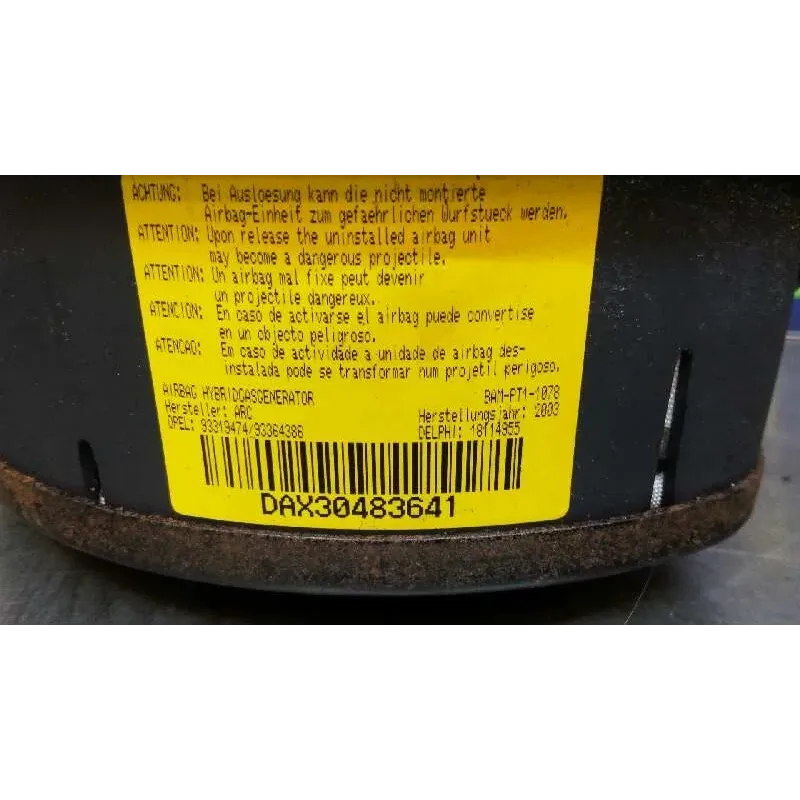 ACHTUNG: Bei Ausloesung kann die nicht montierte
Airbag-Einheit zum gefaehrlichen Wurfstueck werden.
ATTENTION: Upon release the uninstalled airbag unit
may become a dangerous projectile.
ATTENTION: Un airbag mal fixe peut devenir
un projectile dangereux.
ATENCION: En caso de activarse el airbag puede convertise
en un objecto peligroso.
ATENCAO: Em caso de actividade a unidade de airbag des-
instalada pode se transformar num projetil perigoso.
AIRBAG HYBRIDGASGENERATOR BAM-PT1-1078
Hersteller: ARC Herstellungsjahr: 2003
OPEL: 93319474/93364386 DELPHI: 18114955
DAX30483641